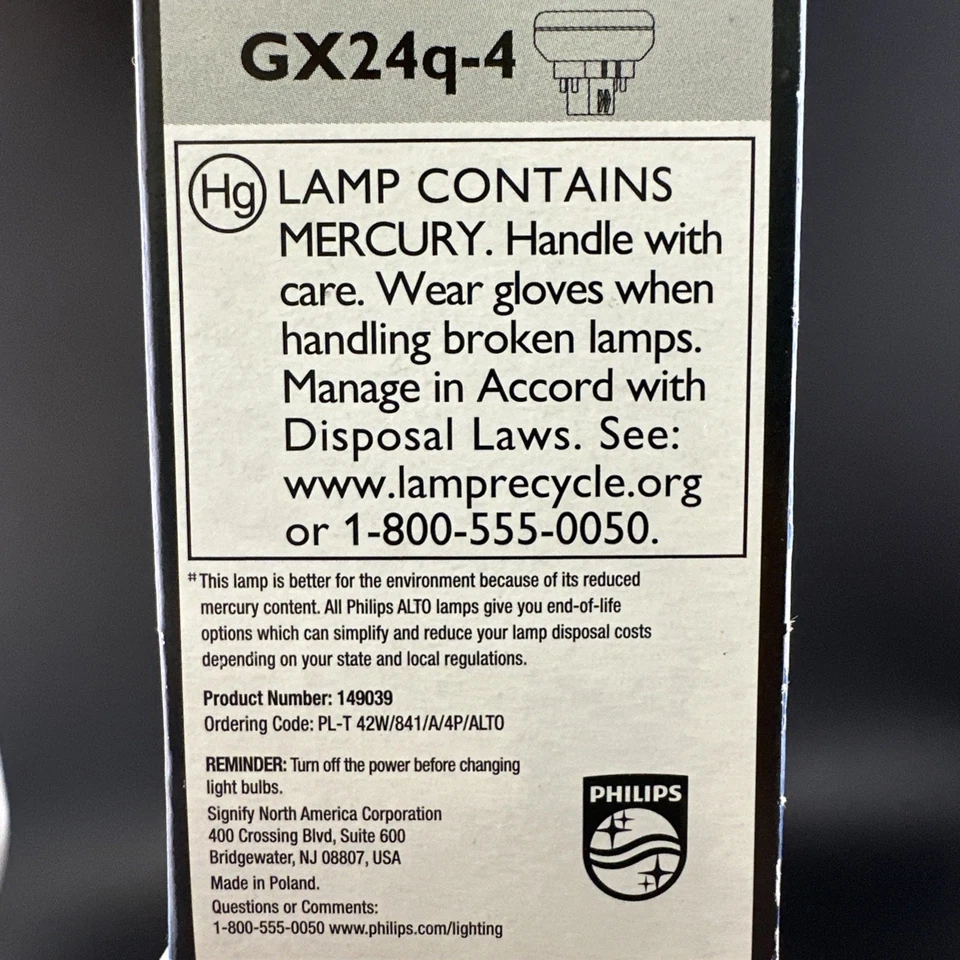 GX24q-4
Hg LAMP CONTAINS
MERCURY. Handle with
care. Wear gloves when
handling broken lamps.
Manage in Accord with
Disposal Laws. See:
www.lamprecycle.org
or 1-800-555-0050.
⌗This lamp is better for the environment because of its reduced
mercury content. All Philips ALTO lamps give you end-of-life
options which can simplify and reduce your lamp disposal costs
depending on your state and local regulations.
Product Number: 149039
Ordering Code: PL-T 42W/841/A/4P/ALTO
REMINDER: Turn off the power before changing
light bulbs.
Signify North America Corporation
400 Crossing Blvd, Suite 600
Bridgewater, NJ 08807, USA
Made in Poland.
Questions or Comments:
1-800-555-0050 www.philips.com/lighting
PHILIPS